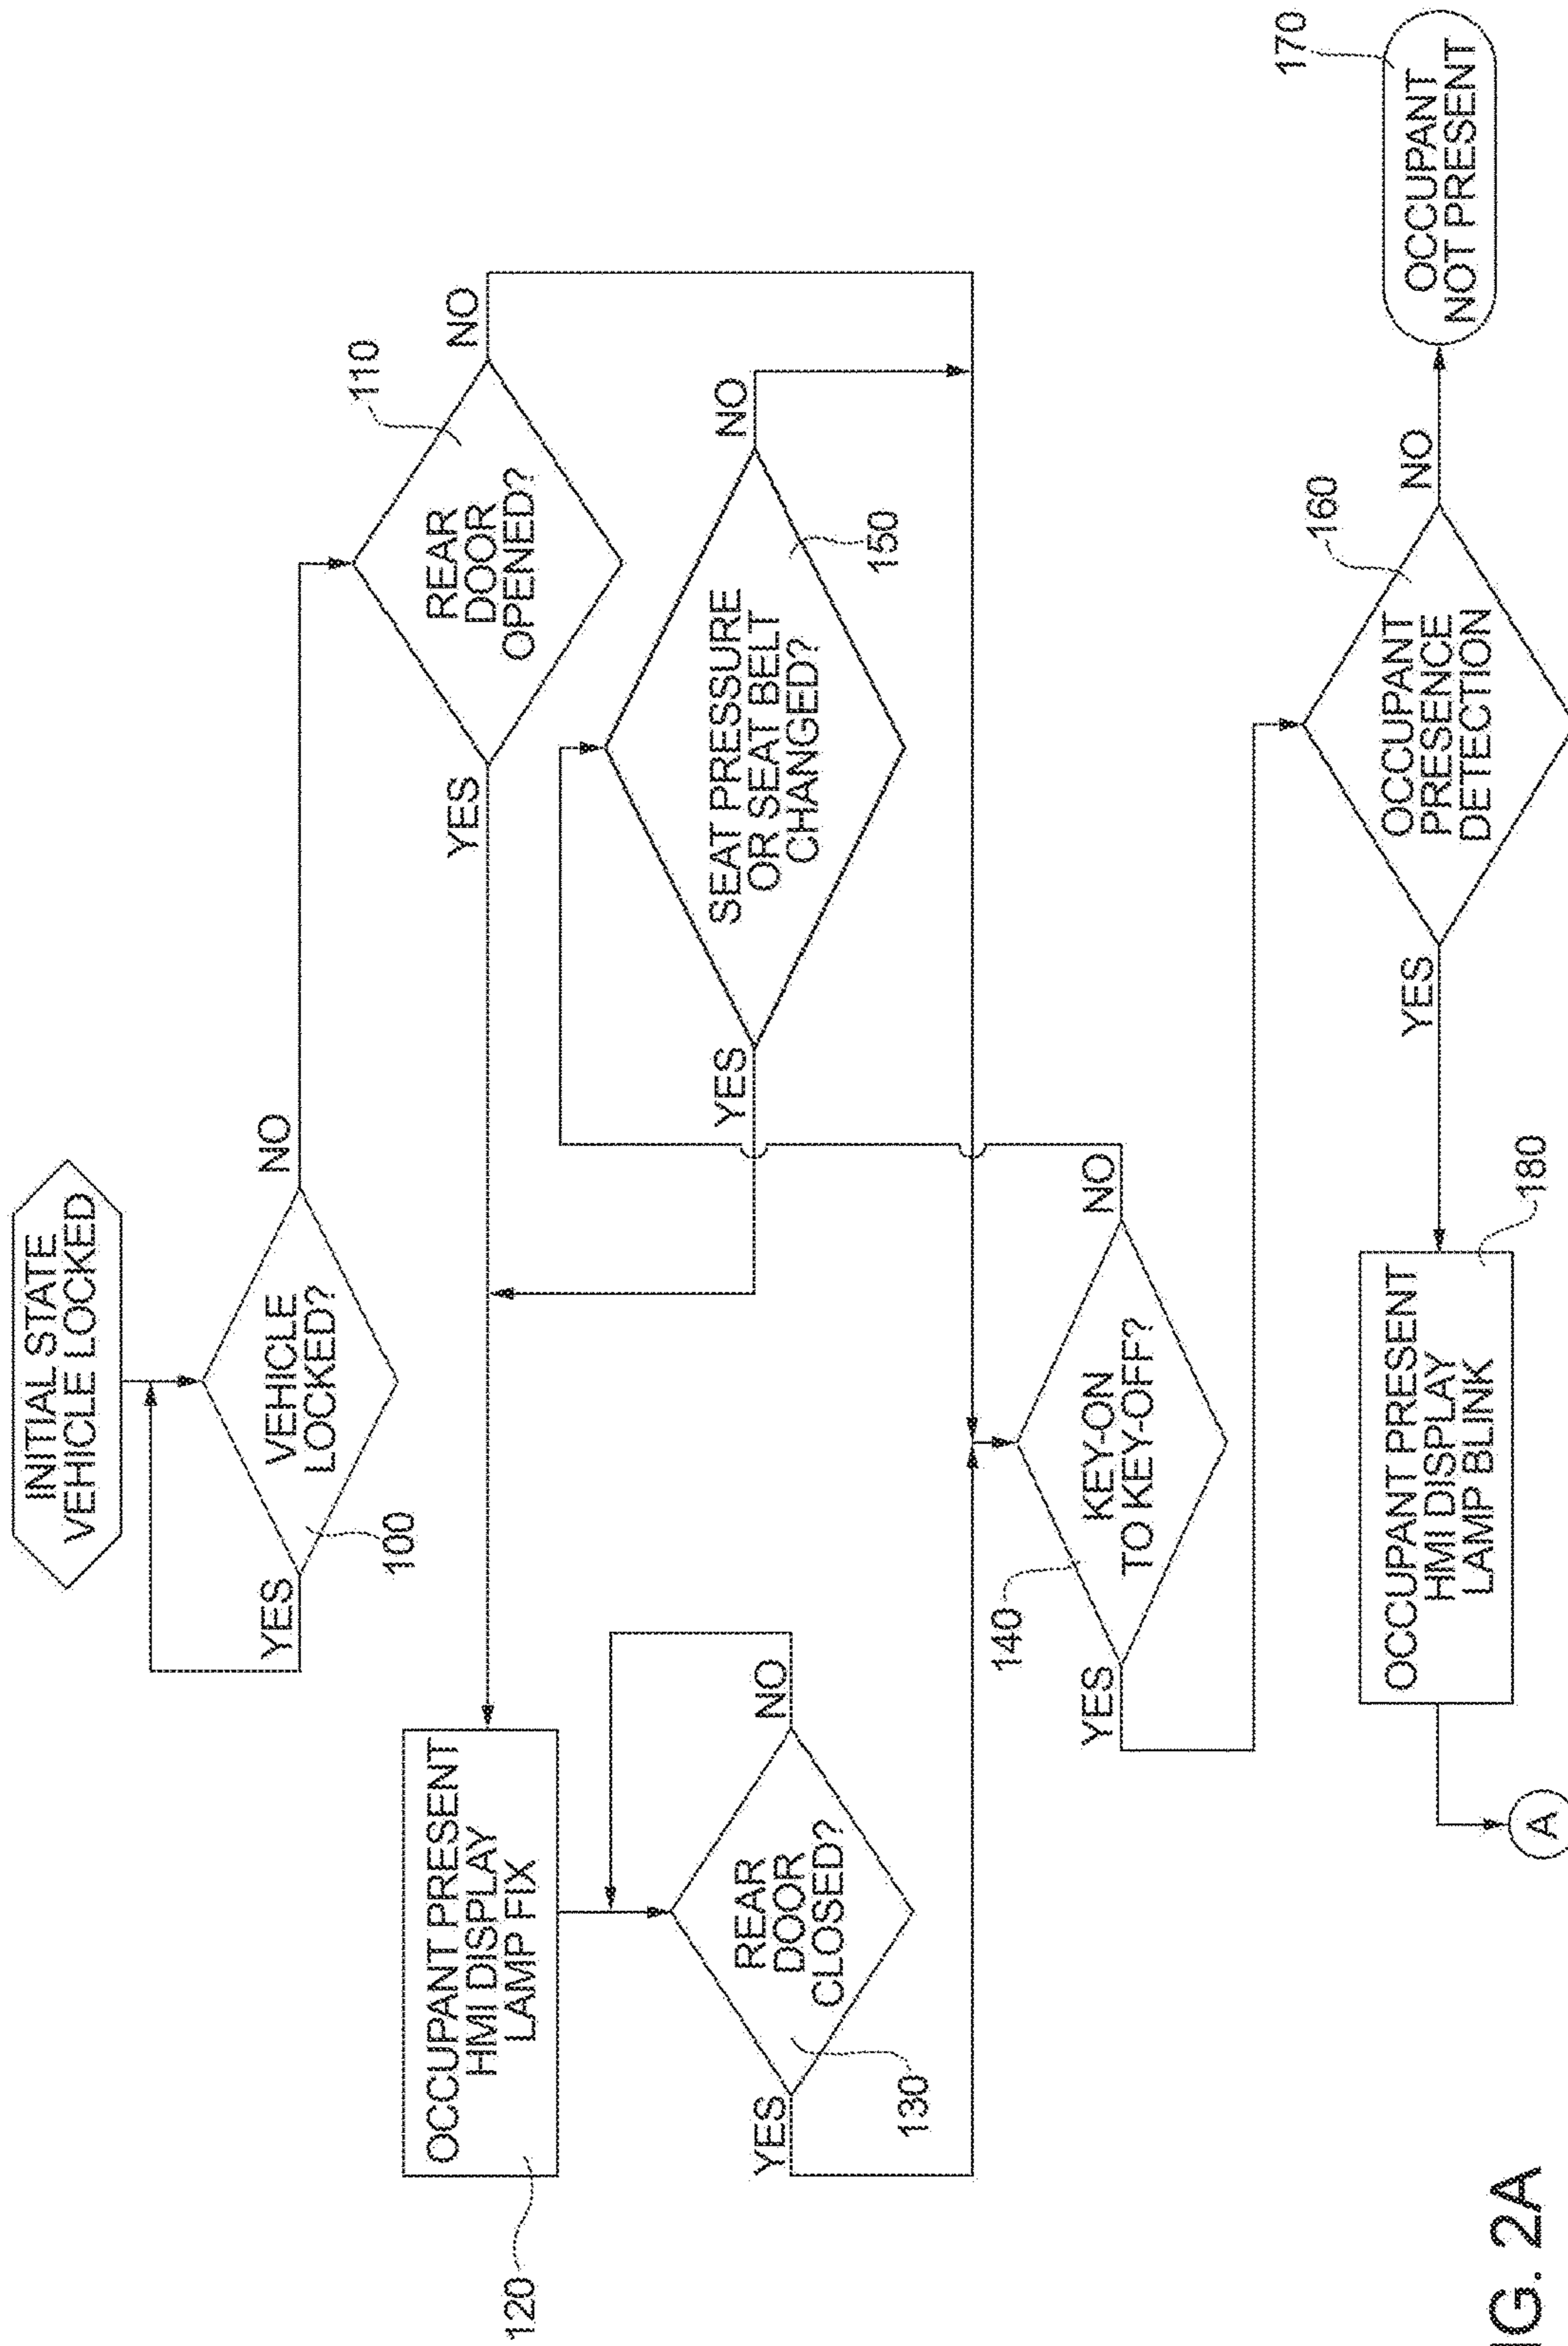 INITIAL STATE
VEHICLE LOCKED
VEHICLE
LOCKED?
YES
NO
100
REAR
DOOR
OPENED?
110
YES
NO
OCCUPANT PRESENT
HMI DISPLAY
LAMP FIX
120
SEAT PRESSURE
OR SEAT BELT
CHANGED?
150
YES
NO
REAR
DOOR
CLOSED?
130
YES
NO
KEY-ON
TO KEY-OFF?
140
YES
NO
OCCUPANT
PRESENCE
DETECTION
160
YES
NO
OCCUPANT
NOT PRESENT
170
OCCUPANT PRESENT
HMI DISPLAY
LAMP BLINK
180
A
IG. 2A